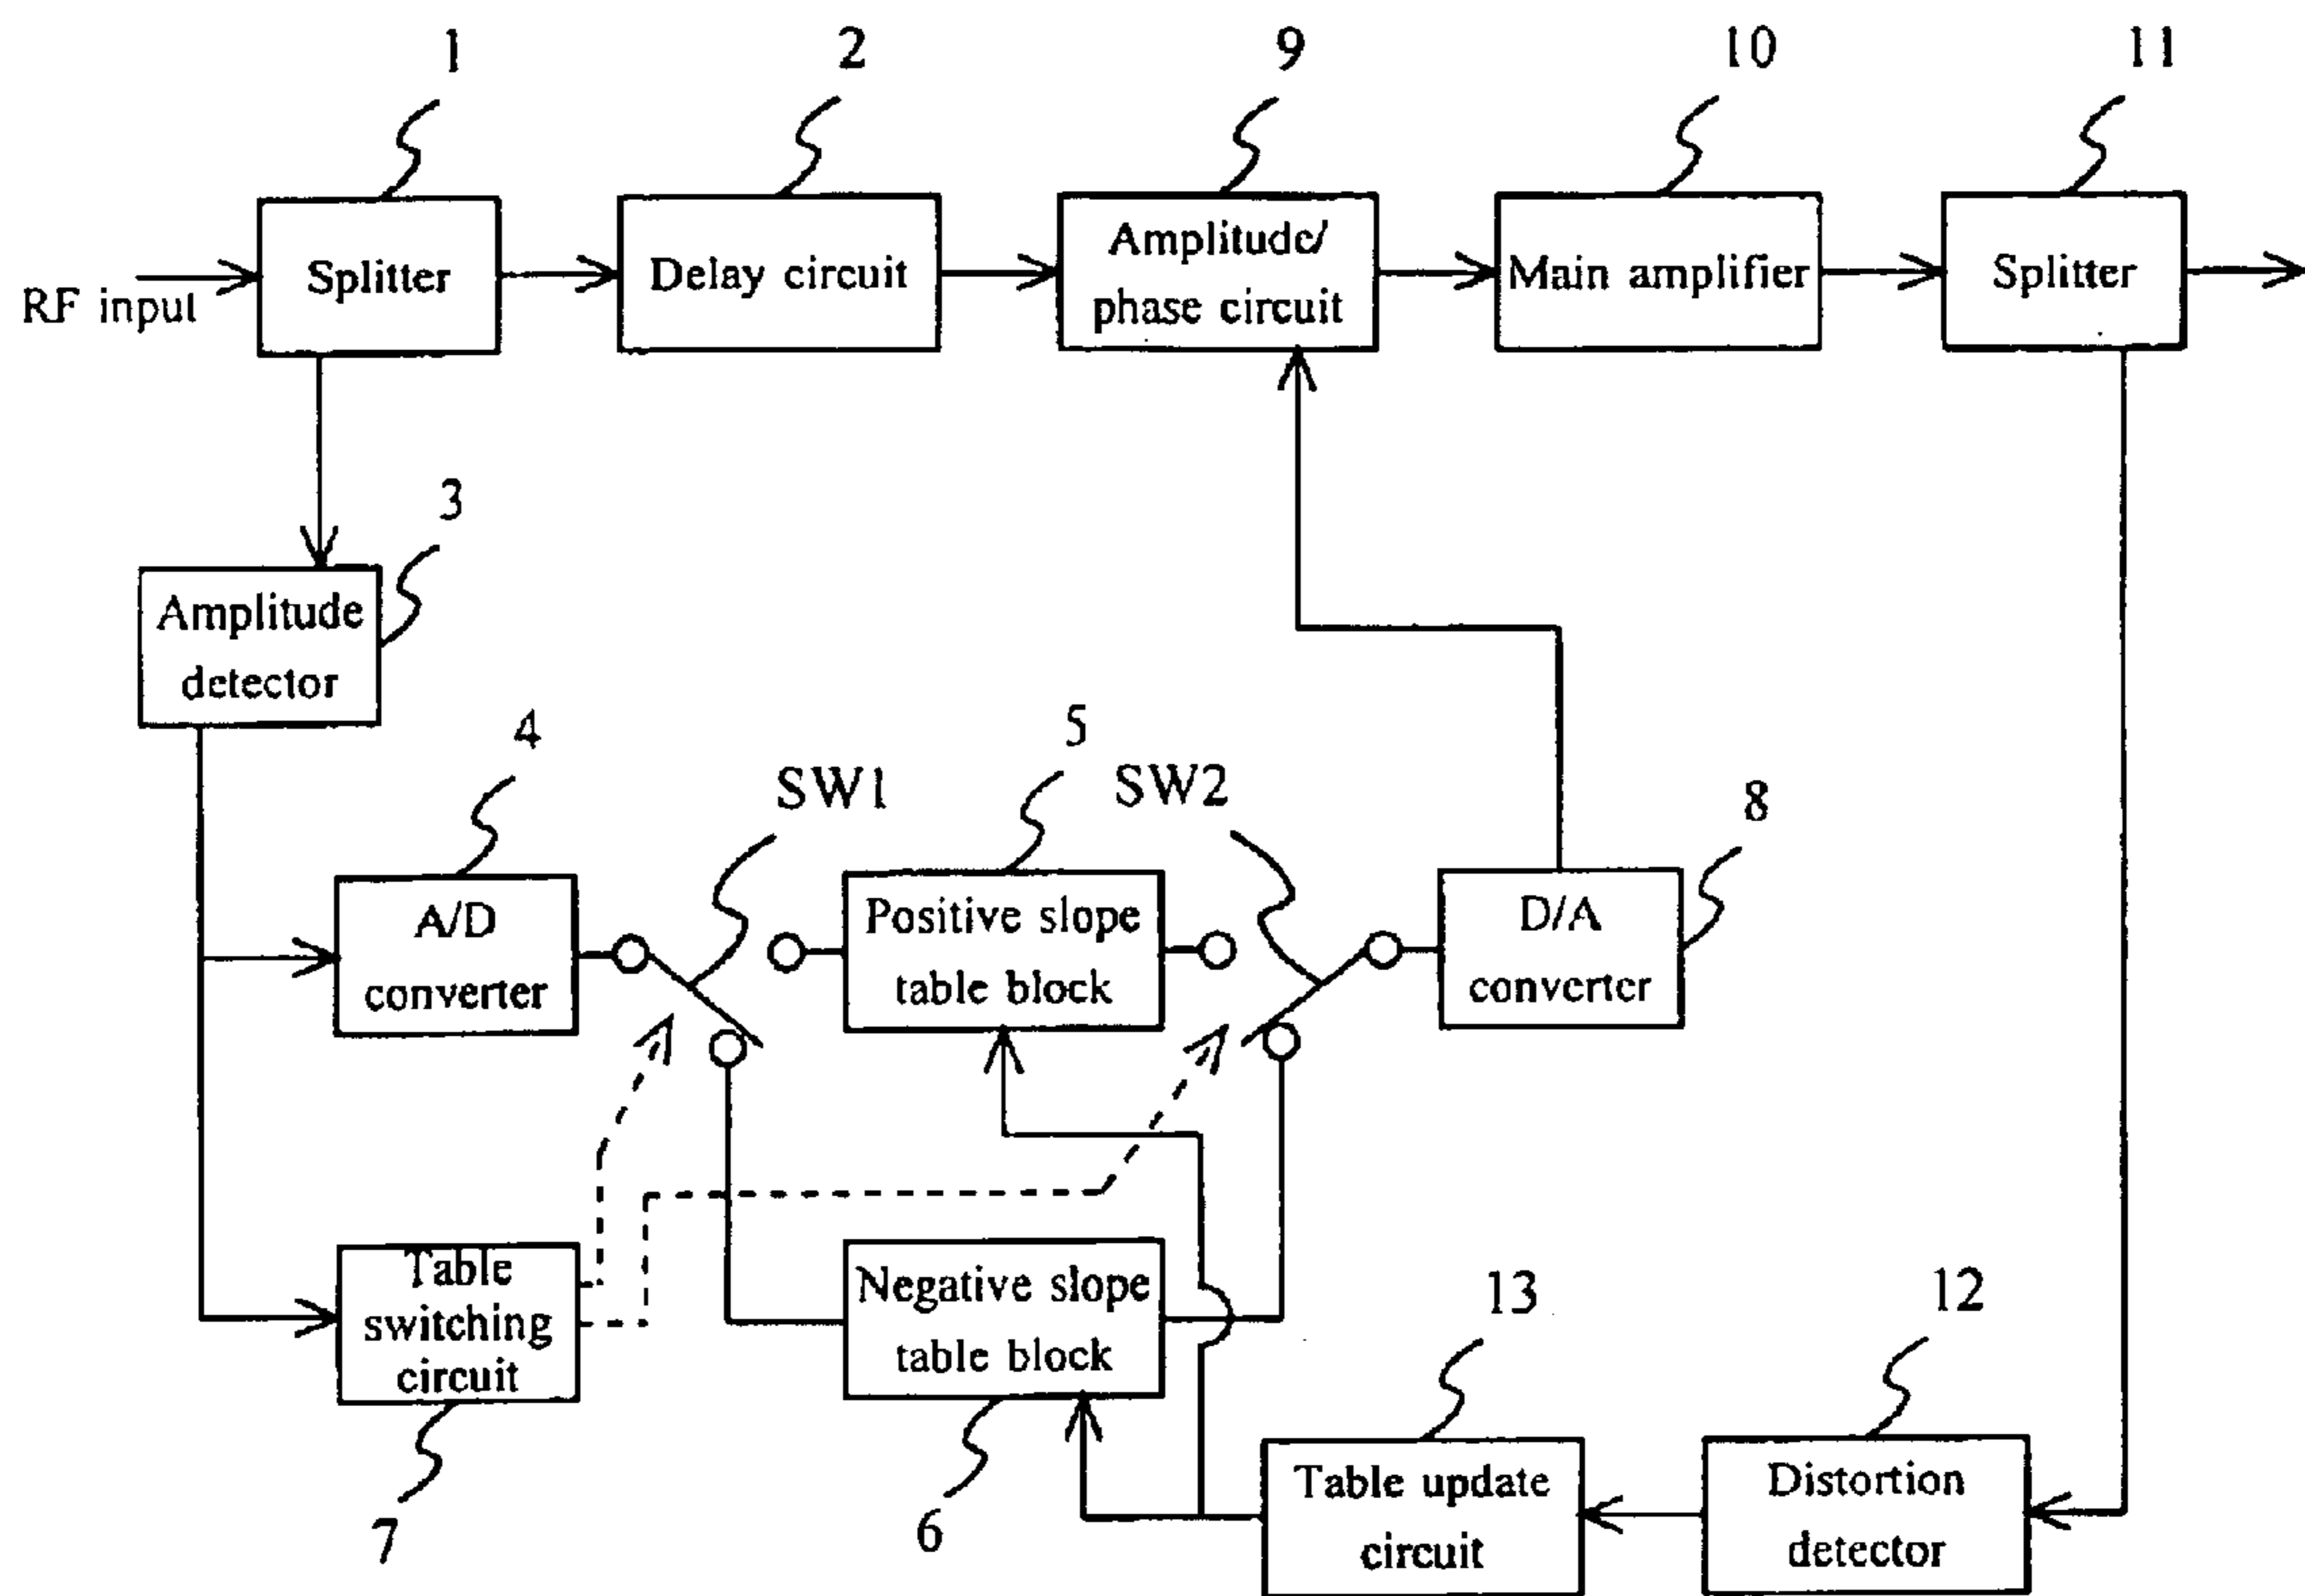 1
2
9
10
11
RF input
Splitter
Delay circuit
Amplitude/
phase circuit
Main amplifier
Splitter
3
Amplitude
detector
4
SW1
5
SW2
8
A/D
converter
Positive slope
table block
D/A
converter
Table
switching
circuit
7
Negative slope
table block
6
13
Table update
circuit
12
Distortion
detector